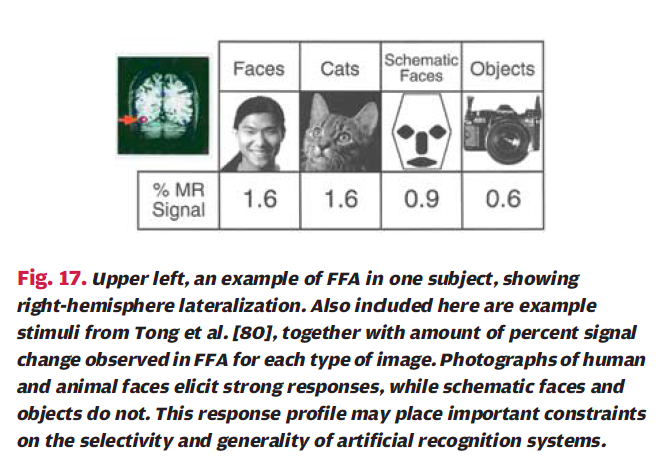 Faces
Cats
Schematic
Faces
Objects
% MR
Signal
1.6
1.6
0.9
0.6
Fig. 17. Upper left, an example of FFA in one subject, showing
right-hemisphere lateralization. Also included here are example
stimuli from Tong et al. [80], together with amount of percent signal
change observed in FFA for each type of image. Photographs of human
and animal faces elicit strong responses, while schematic faces and
objects do not. This response profile may place important constraints
on the selectivity and generality of artificial recognition systems.